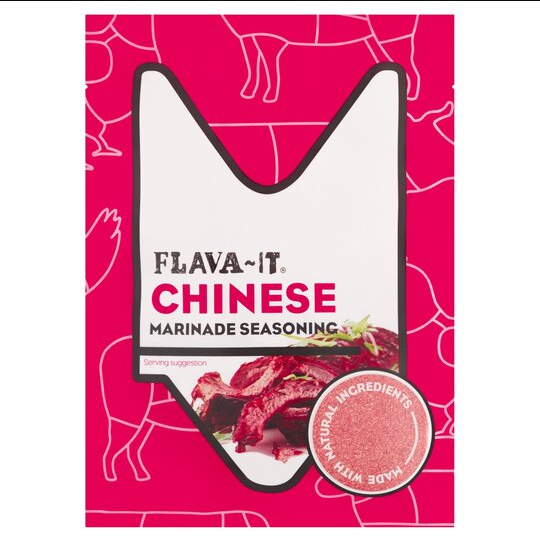 FLAVA~IT®
CHINESE
MARINADE SEASONING
Serving suggestion
MADE WITH NATURAL INGREDIENTS